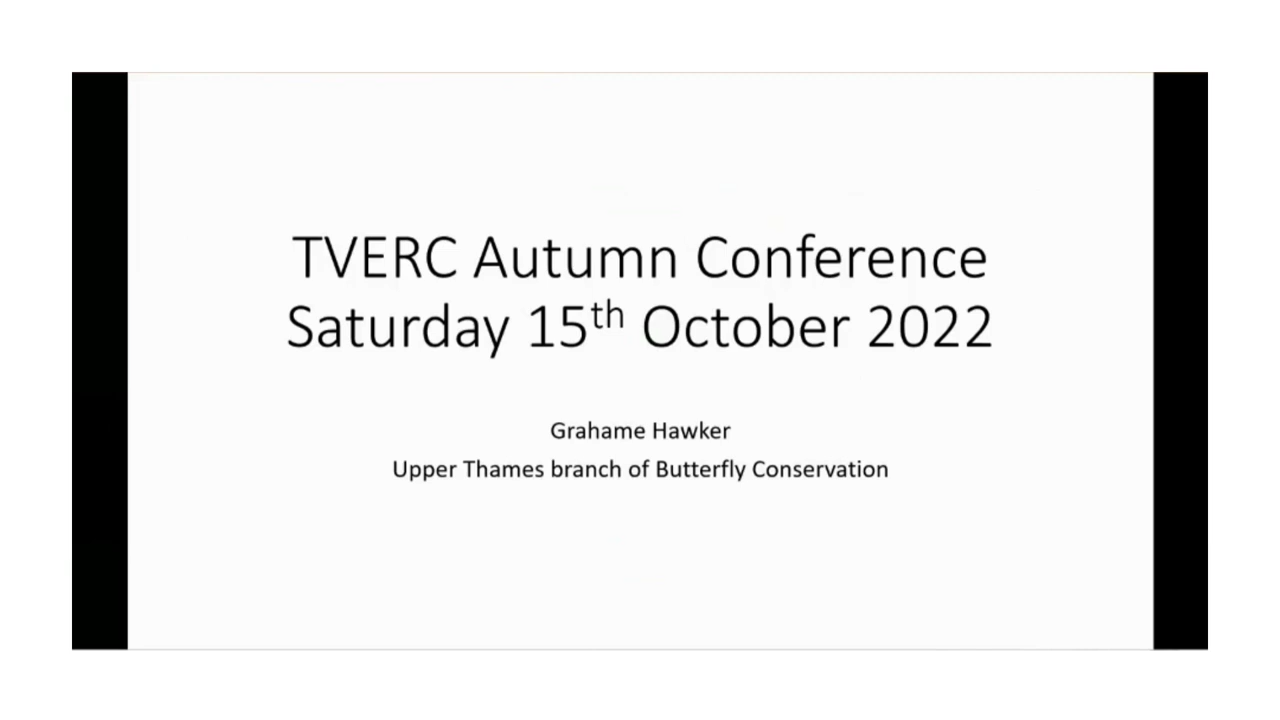 TVERC Autumn Conference
Saturday 15th October 2022
Grahame Hawker
Upper Thames branch of Butterfly Conservation